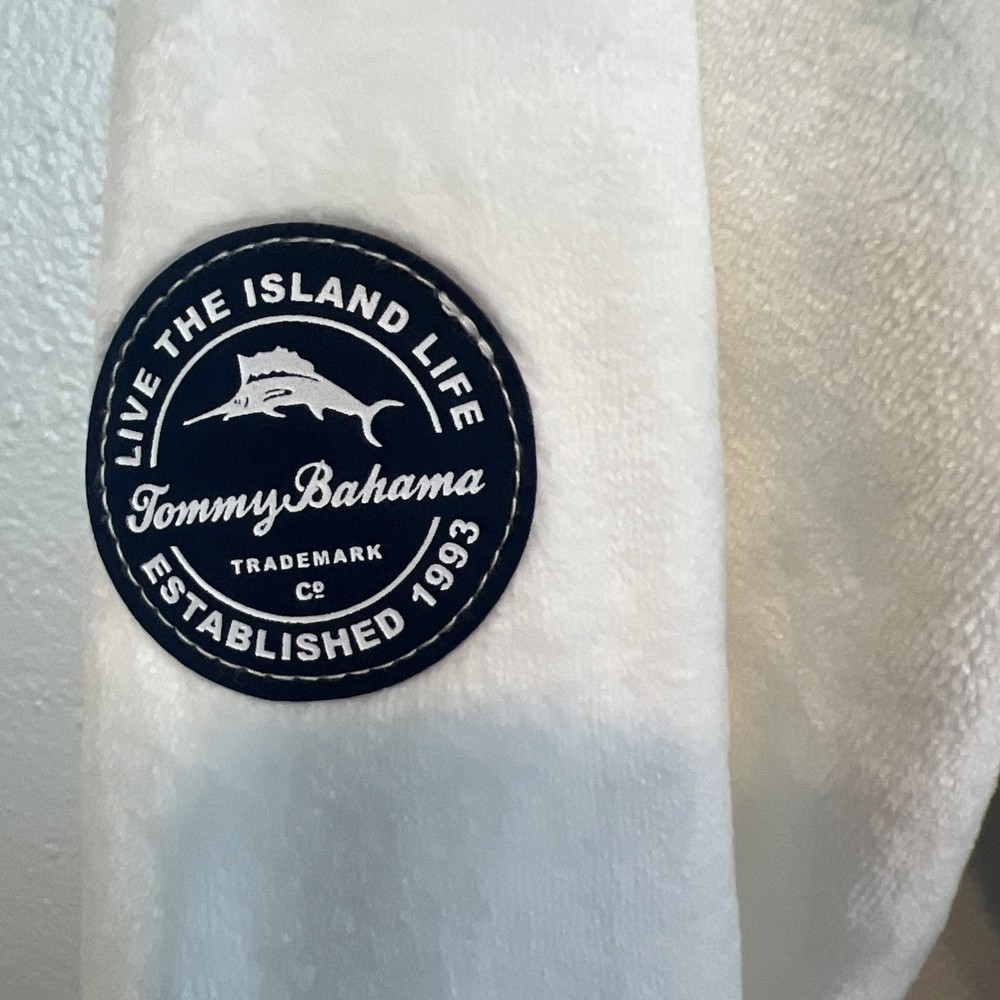 LIVE THE ISLAND LIFE
Tommy Bahama
TRADEMARK
Cº
ESTABLISHED 1993